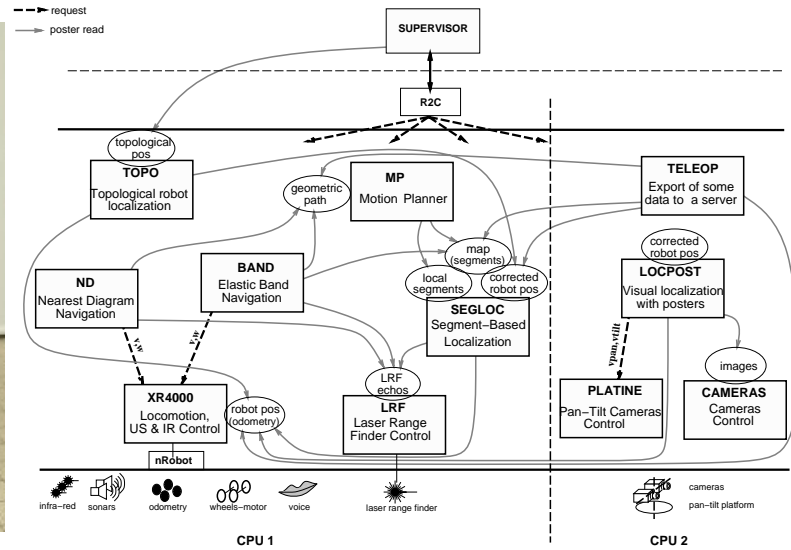 request
poster read
SUPERVISOR
R2C
topological
pos
TOPO
Topological robot
localization
geometric
path
MP
Motion Planner
TELEOP
Export of some
data to a server
map
(segments)
local
segments
corrected
robot pos
corrected
robot pos
LOCPOST
Visual localization
with posters
ND
Nearest Diagram
Navigation
BAND
Elastic Band
Navigation
SEGLOC
Segment-Based
Localization
v,w
v,w
vpan,vtilt
LRF
echos
images
XR4000
Locomotion,
US & IR Control
robot pos
(odometry)
LRF
Laser Range
Finder Control
PLATINE
Pan-Tilt Cameras
Control
CAMERAS
Cameras
Control
nRobot
infra-red
sonars
odometry
wheels-motor
voice
laser range finder
cameras
pan-tilt platform
CPU 1
CPU 2